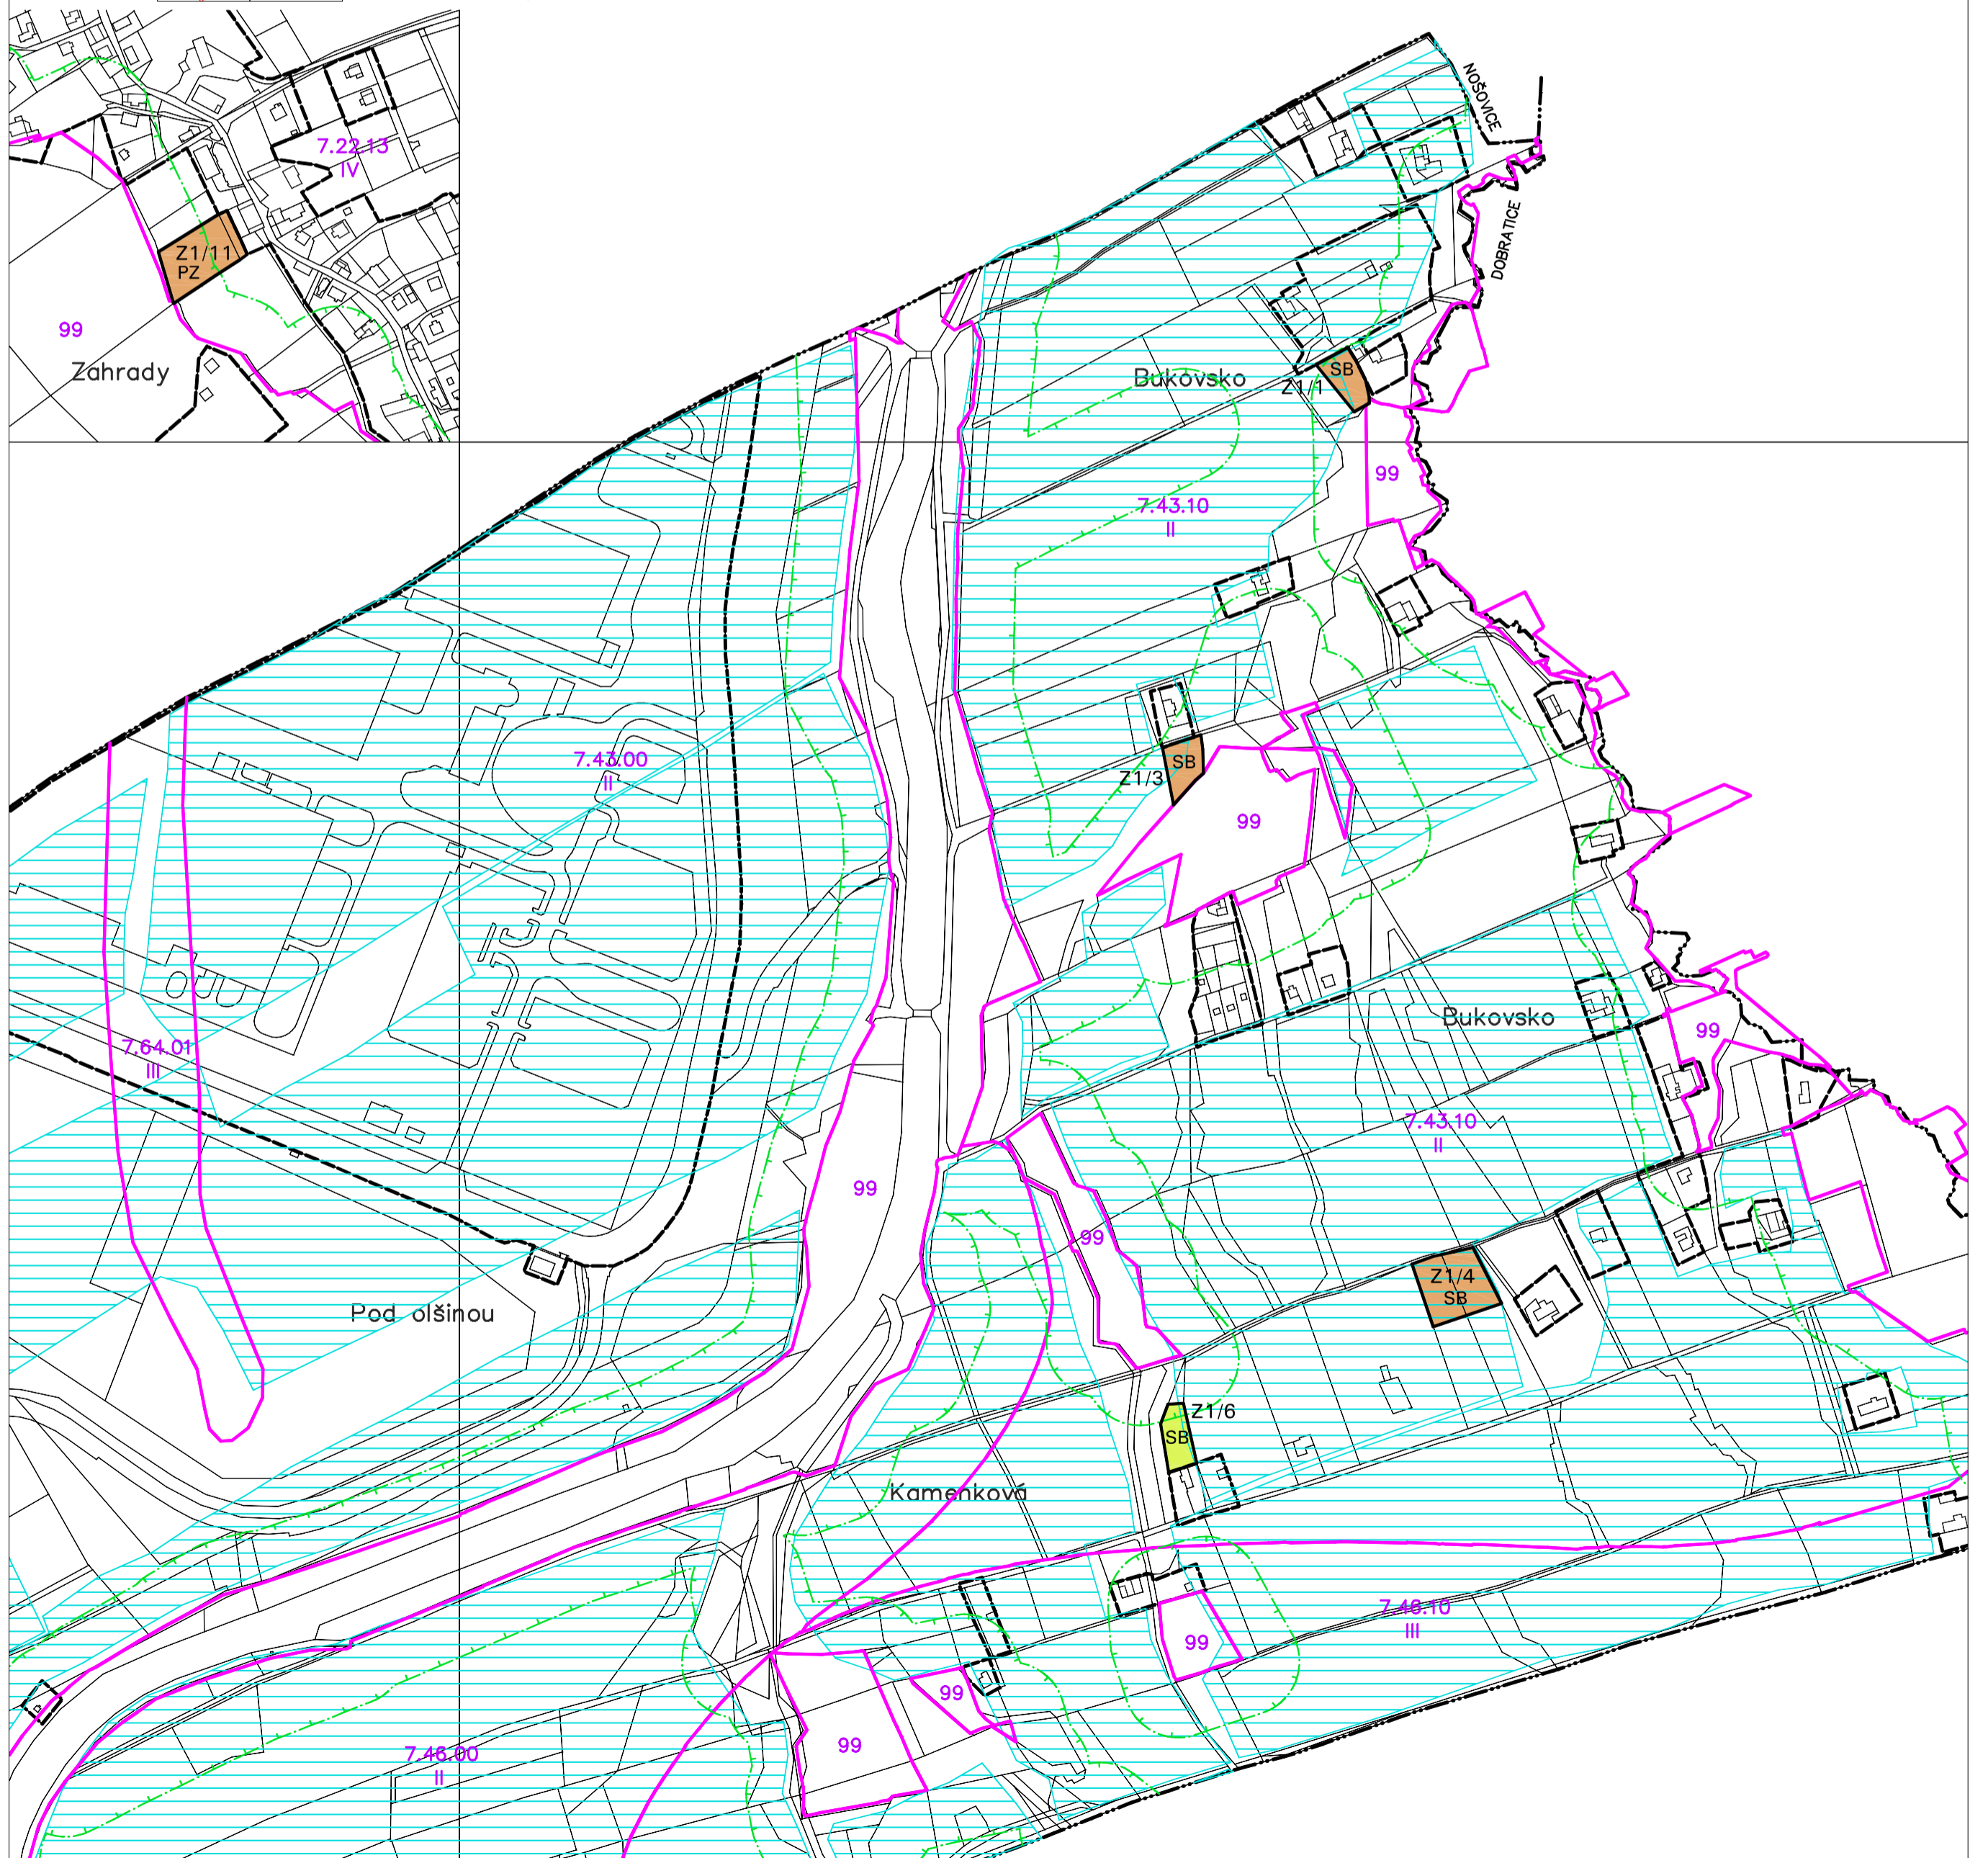 NOŠOVICE
7.22.13
IV
DOBRATICE
Z1/11
PZ
99
Zahrady
SB
Z1/1
Bukovsko
99
7.43.10
II
7.43.00
II
SB
Z1/3
99
Bukovsko
99
7.64.01
III
7.43.10
II
99
99
Z1/4
SB
Pod olšinou
Z1/6
SB
Kamenková
7.46.10
III
99
99
99
7.46.00
II